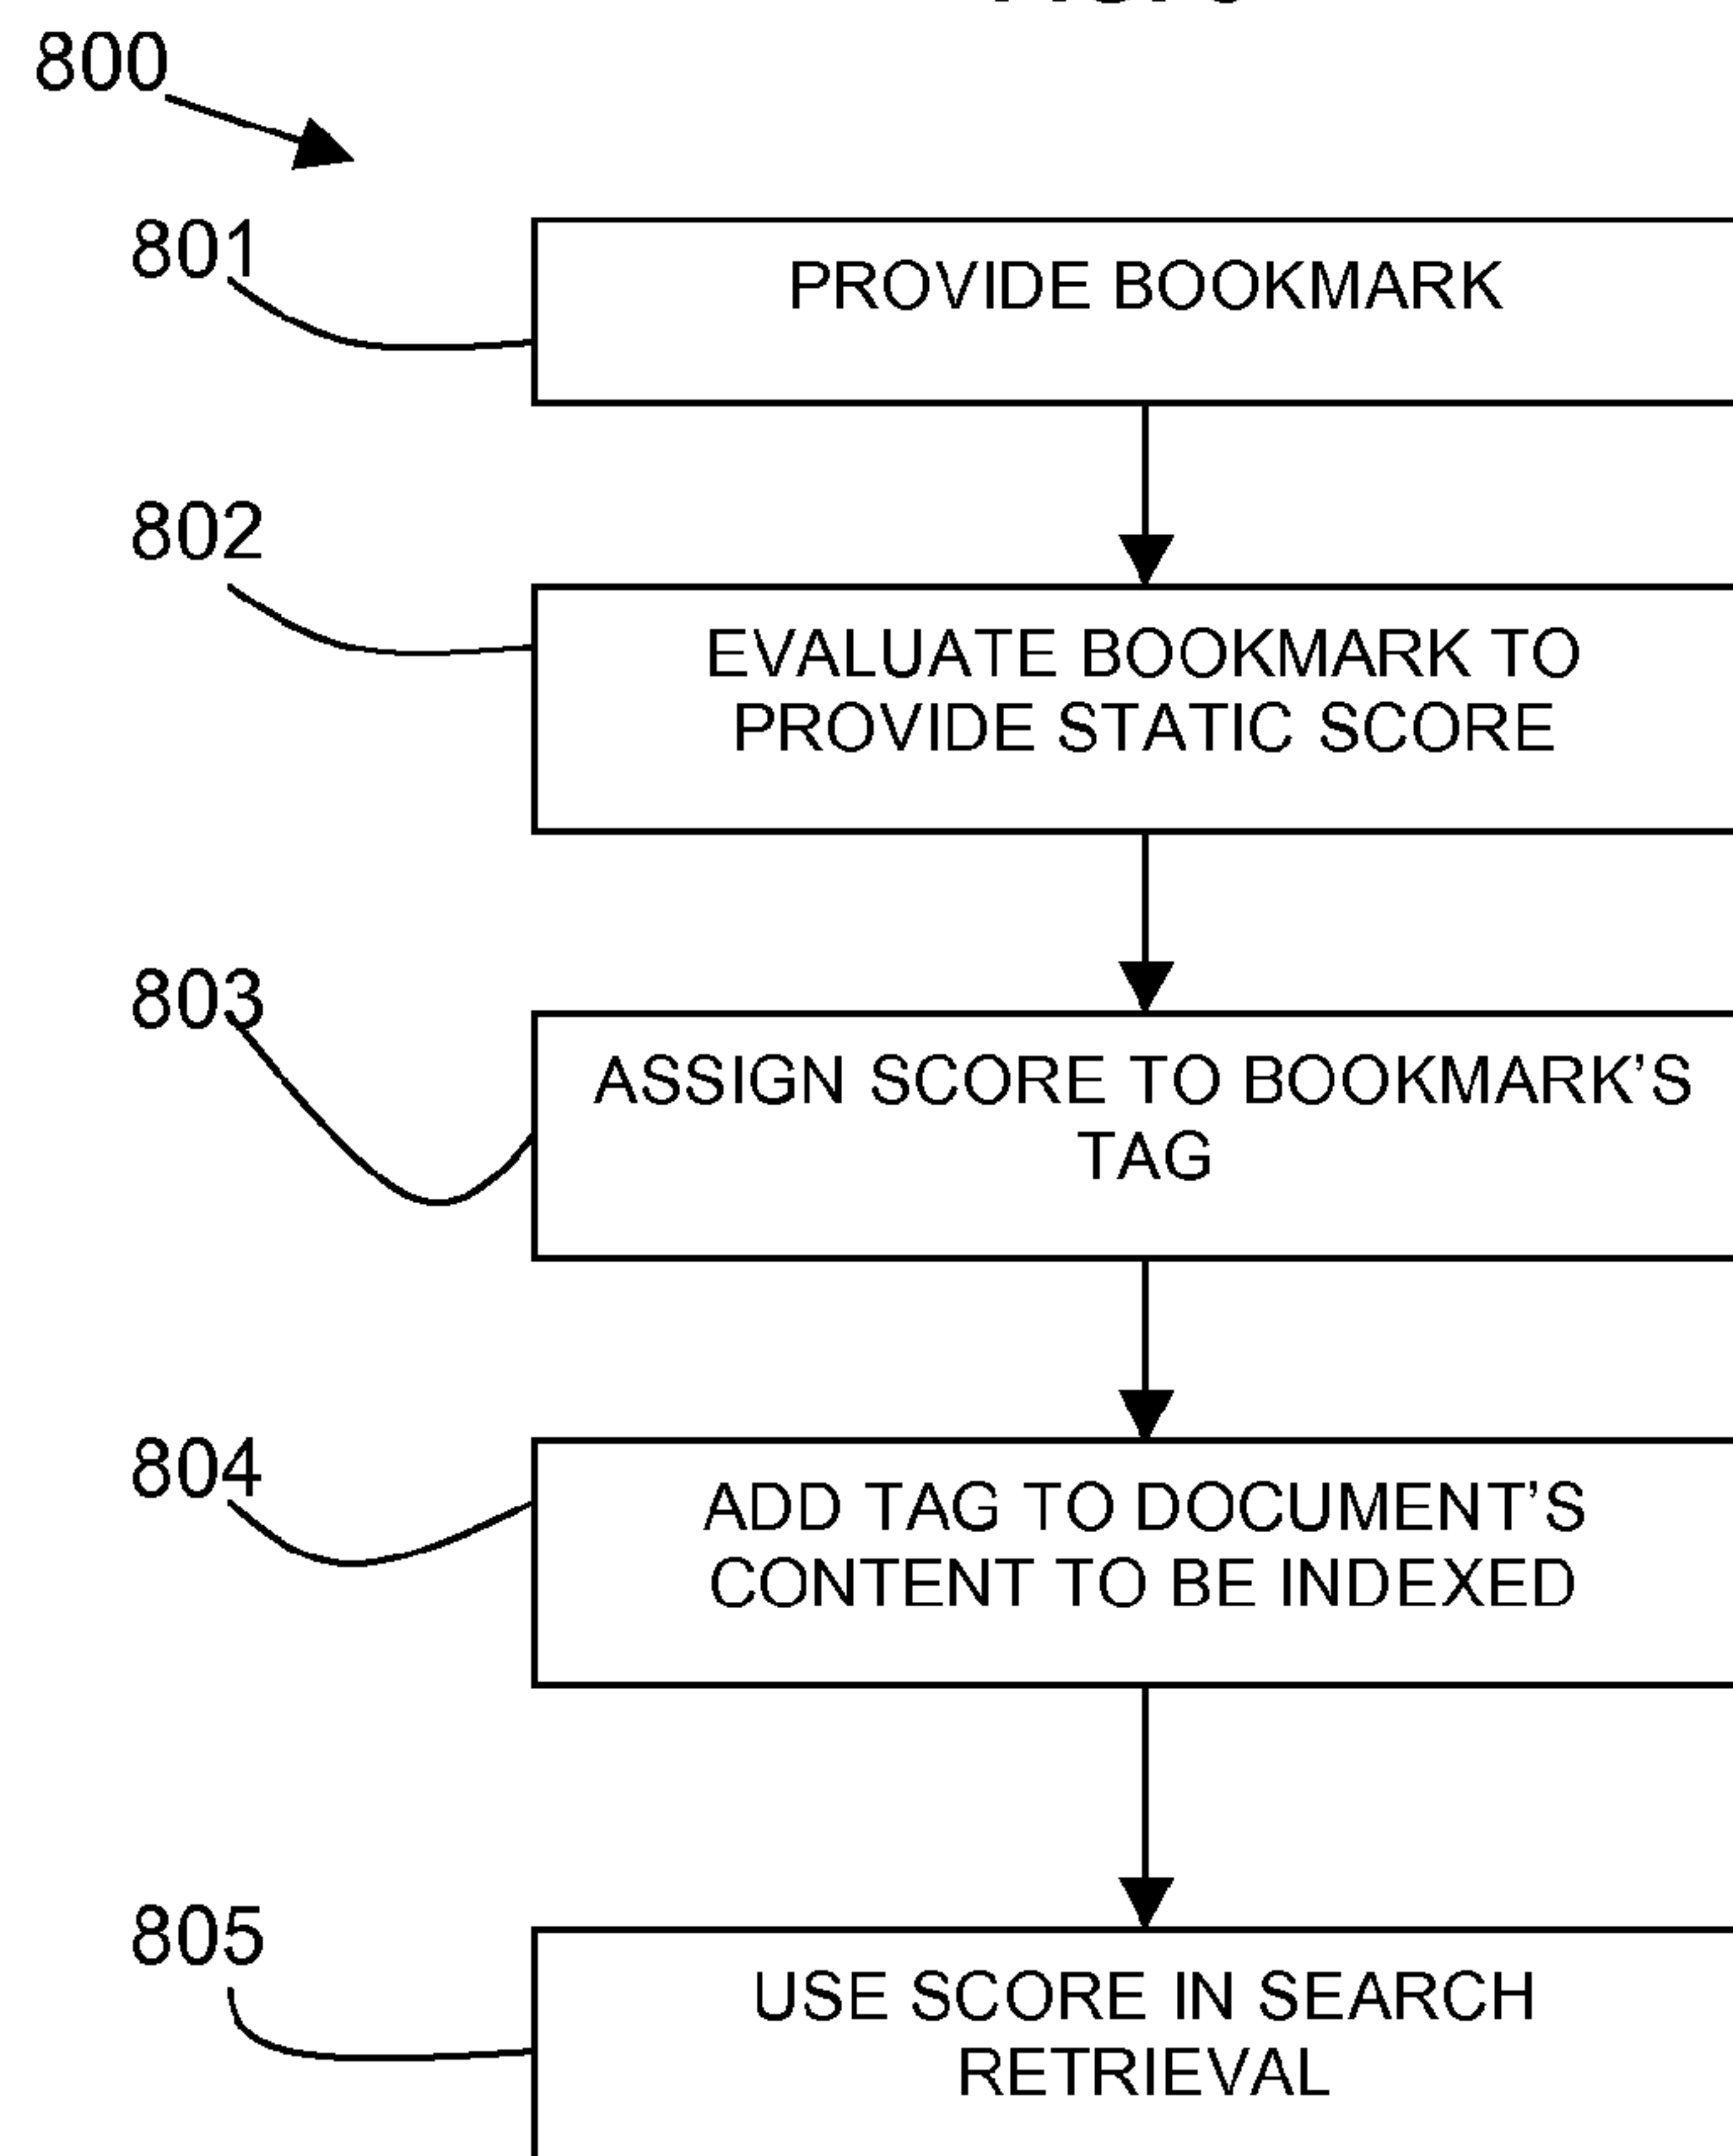 800
801
PROVIDE BOOKMARK
802
EVALUATE BOOKMARK TO
PROVIDE STATIC SCORE
803
ASSIGN SCORE TO BOOKMARK'S
TAG
804
ADD TAG TO DOCUMENT'S
CONTENT TO BE INDEXED
805
USE SCORE IN SEARCH
RETRIEVAL